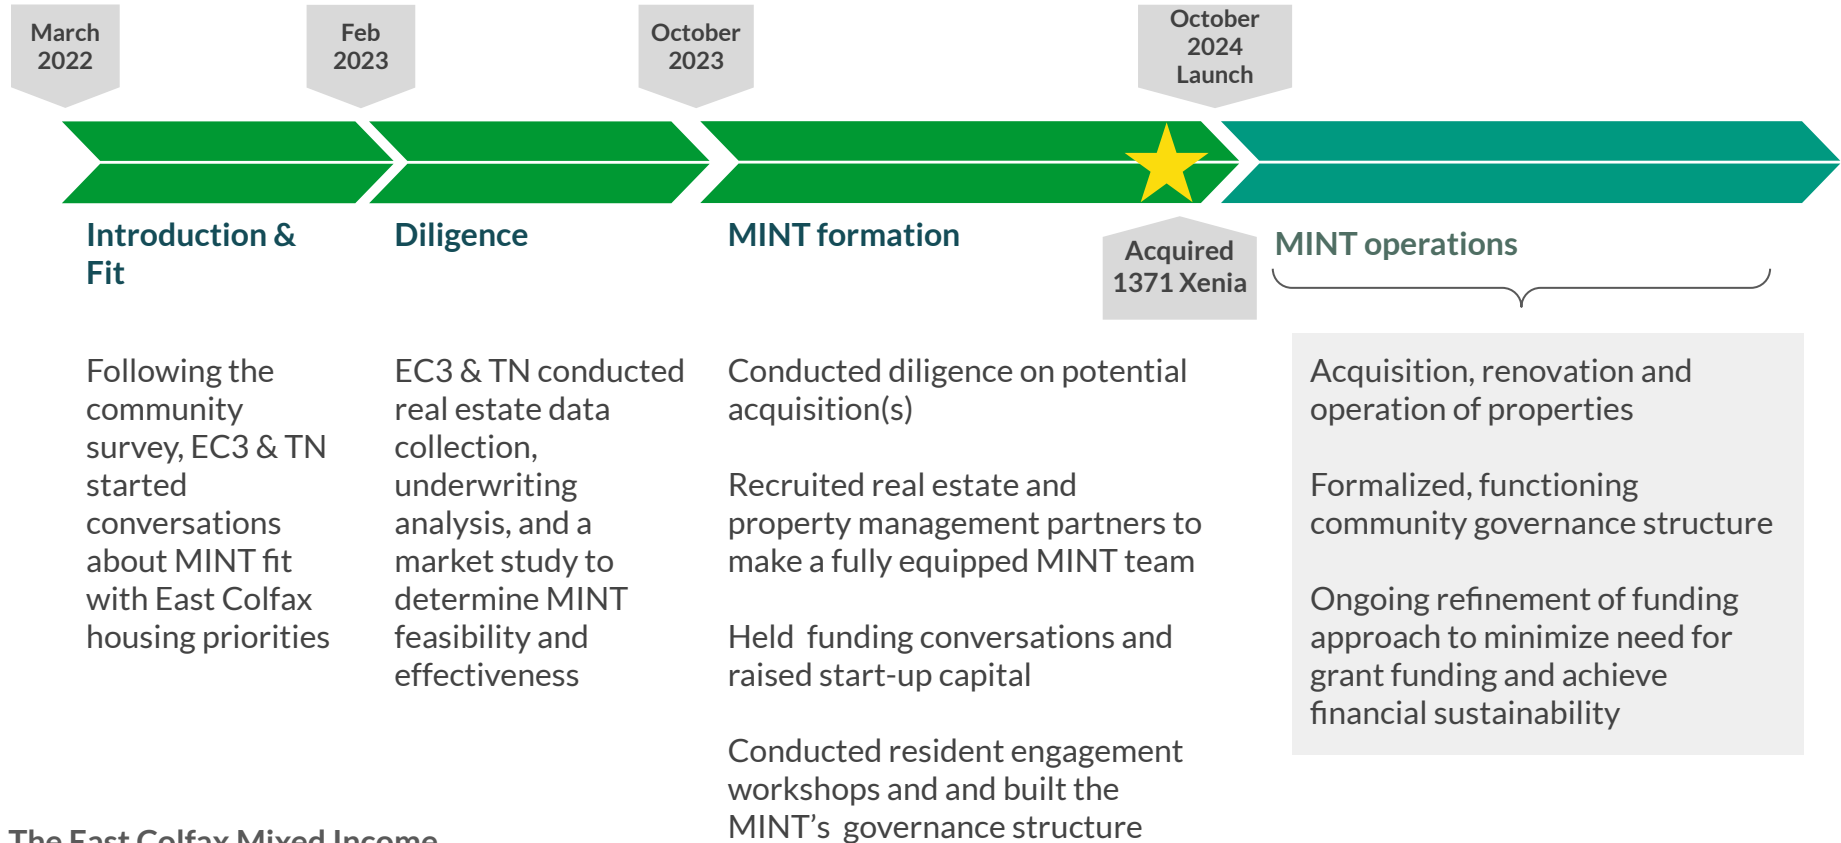 March
2022
Feb
2023
October
2023
October
2024
Launch
Introduction &
Fit
Diligence
MINT formation
Acquired
1371 Xenia
MINT operations
Following the
community
survey, EC3 & TN
started
conversations
about MINT fit
with East Colfax
housing priorities
EC3 & TN conducted
real estate data
collection,
underwriting
analysis, and a
market study to
determine MINT
feasibility and
effectiveness
Conducted diligence on potential
acquisition(s)
Recruited real estate and
property management partners to
make a fully equipped MINT team
Held  funding conversations and
raised start-up capital
Conducted resident engagement
workshops and and built the
MINT's  governance structure
Acquisition, renovation and
operation of properties
Formalized, functioning
community governance structure
Ongoing refinement of funding
approach to minimize need for
grant funding and achieve
financial sustainability
The East Colfax Mixed Income